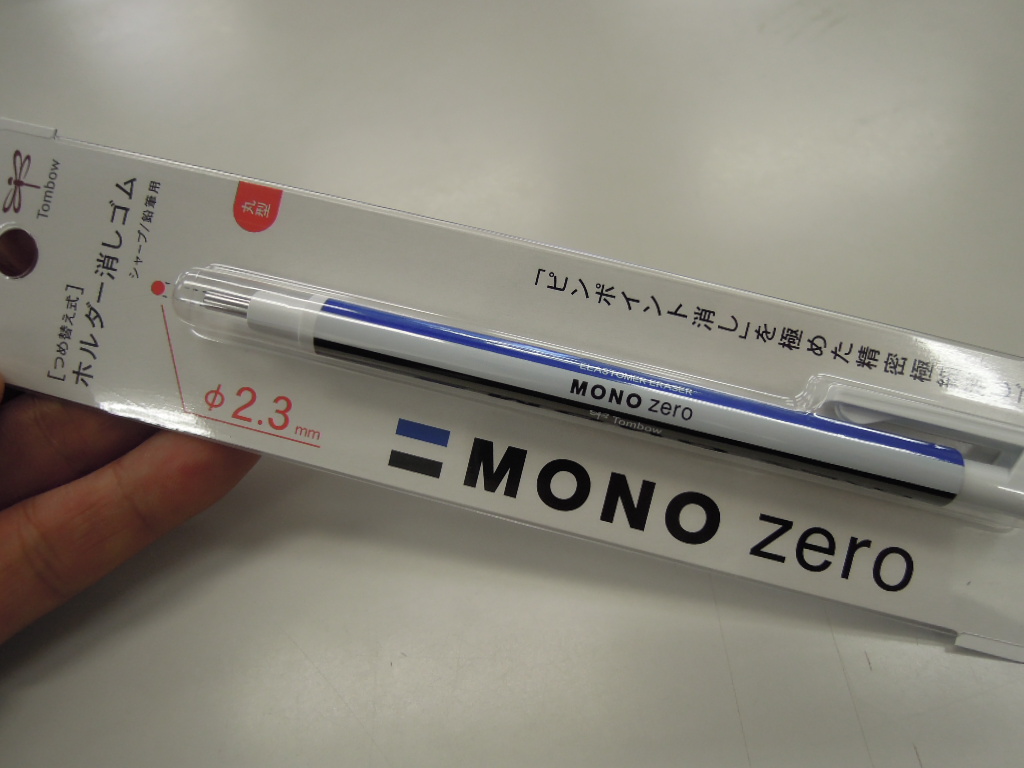 Tombow
[つめ替え式]
ホルダー消しゴム
シャープ/鉛筆用
丸型
φ2.3mm
「ピンポイント消し」を極めた精密極細
ELASTOMER ERASER
MONO zero
Tombow
MONO zero